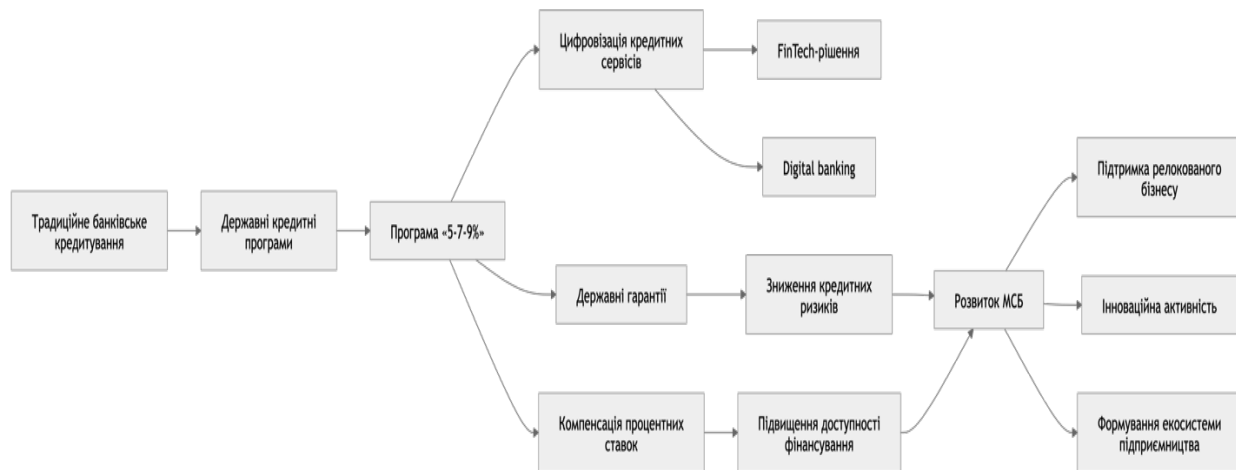 Традиційне банківське
кредитування
Державні кредитні
програми
Програма «5-7-9%»
Цифровізація кредитних
сервісів
FinTech-рішення
Digital banking
Державні гарантії
Зниження кредитних
ризиків
Компенсація процентних
ставок
Підвищення доступності
фінансування
Розвиток МСБ
Підтримка релокованого
бізнесу
Інноваційна активність
Формування екосистеми
підприємництва